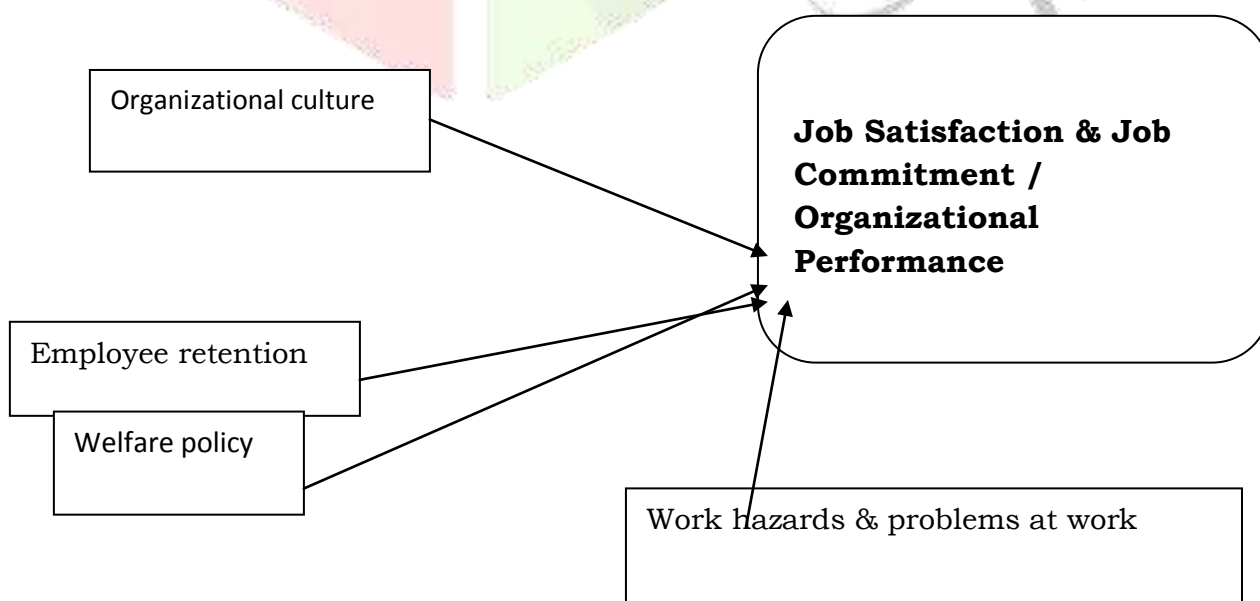 Organizational culture
Job Satisfaction & Job
Commitment /
Organizational
Performance
Employee retention
Welfare policy
Work hazards & problems at work